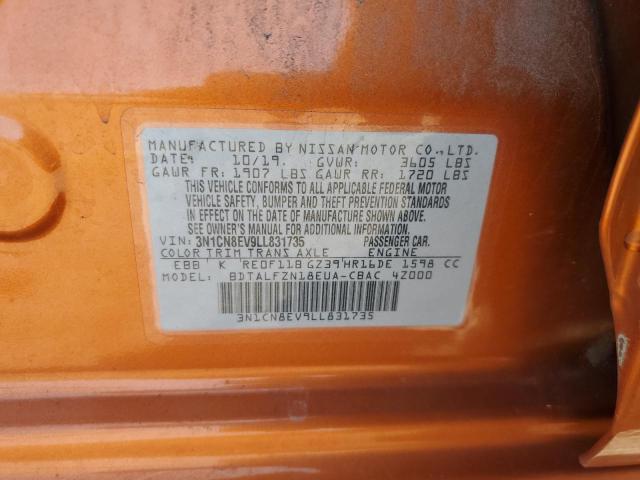 MANUFACTURED BY NISSAN MOTOR CO., LTD.
DATE: 10/19. GVWR: 3605 LBS
GAWR FR: 1907 LBS GAWR RR: 1720 LBS
THIS VEHICLE CONFORMS TO ALL APPLICABLE FEDERAL MOTOR
VEHICLE SAFETY, BUMPER AND THEFT PREVENTION STANDARDS
IN EFFECT ON THE DATE OF MANUFACTURE SHOWN ABOVE.
SEE OWNER'S MANUAL FOR ADDITIONAL INFORMATION
VIN: 3N1CN8EV9LL831735 PASSENGER CAR.
COLOR TRIM TRANS AXLE ENGINE
EBB K RE0F11B GZ39 HR16DE 1598 CC
MODEL: BDTALFZN18EUA-CBAC 4Z000
3N1CN8EV9LL831735